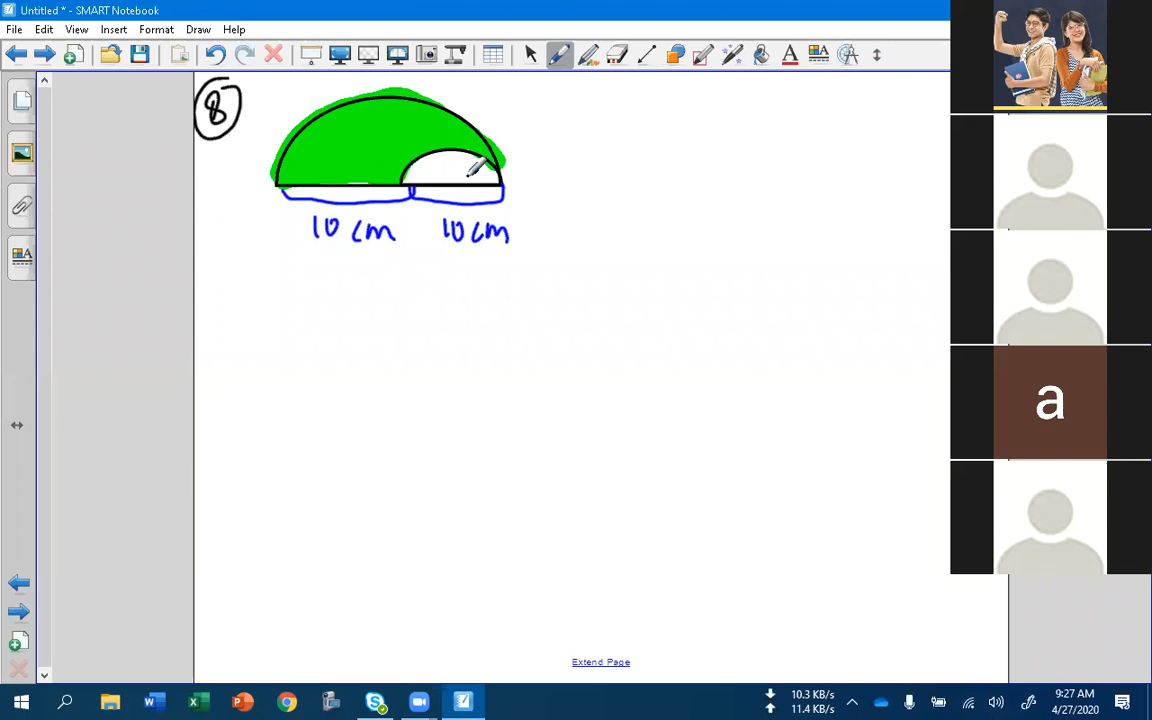 Untitled * - SMART Notebook
File Edit View Insert Format Draw Help
8
10 cm 10 cm
a
Extend Page
10.3 KB/s
11.4 KB/s
9:27 AM
4/27/2020